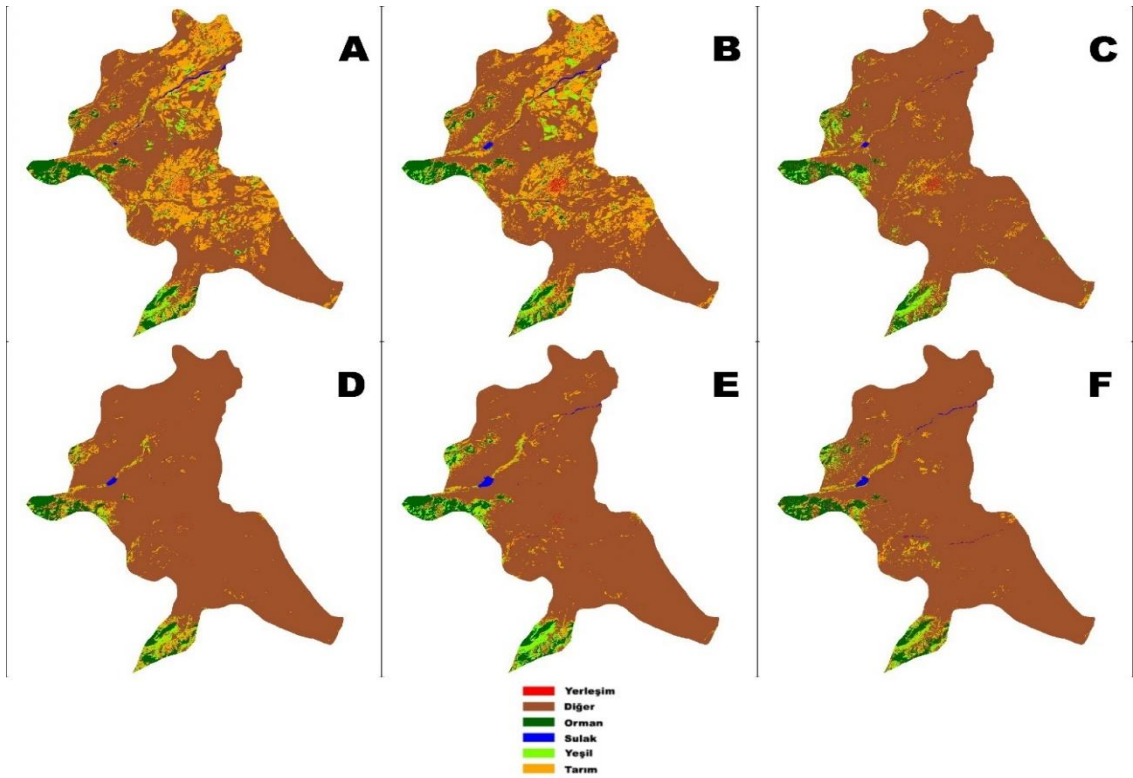 A
B
C
D
E
F
Yerleşim
Diğer
Orman
Sulak
Yeşil
Tarım